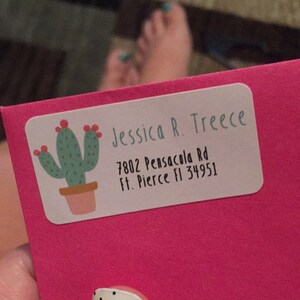 Jessica R. Treece
7802 Pensacola Rd
Ft. Pierce Fl 34951